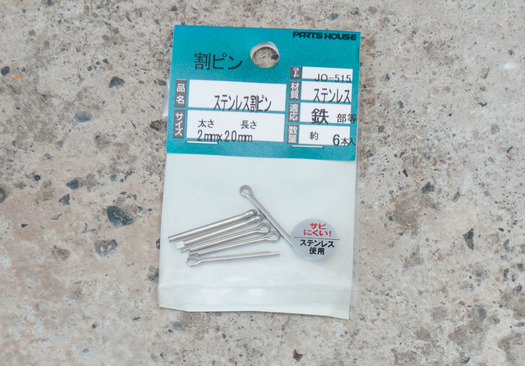 PARTS HOUSE
割ピン
JO-515
品名
ステンレス割ピン
材質
ステンレス
サイズ
太さ 長さ
2mm×20mm
適応
鉄 部等
数量
約 6本入
サビ
にくい!
ステンレス
使用